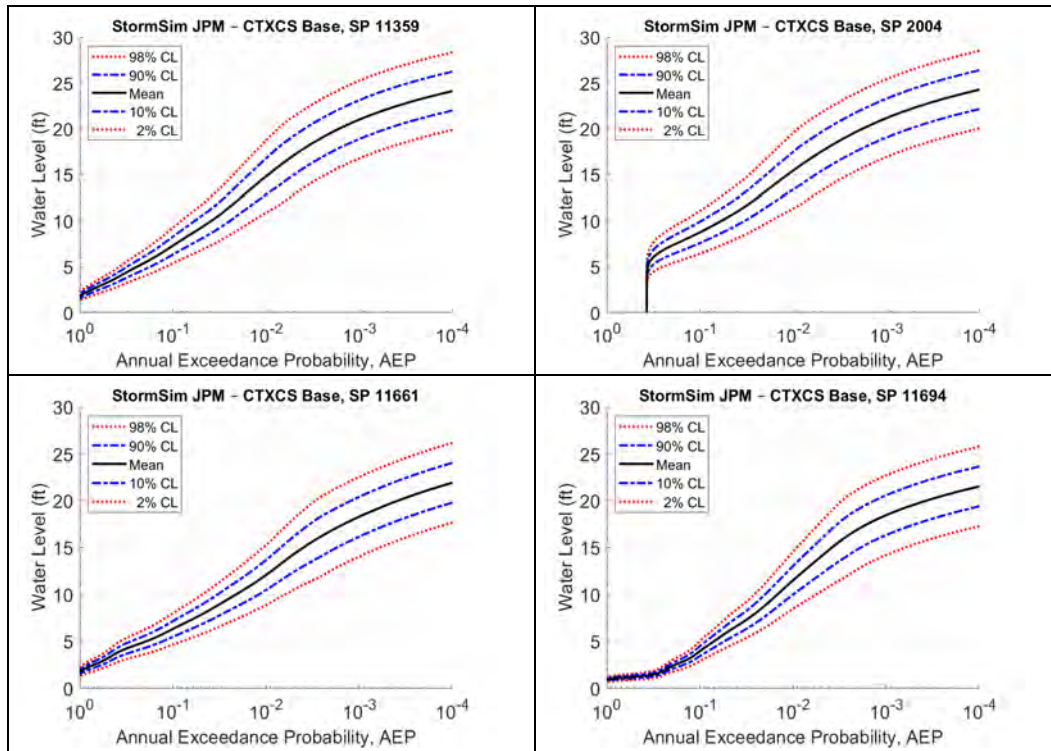 StormSim JPM – CTXCS Base, SP 11359
30
25
20
15
10
5
0
Water Level (ft)
98% CL
90% CL
Mean
10% CL
2% CL
10^0
10^-1
10^-2
10^-3
10^-4
Annual Exceedance Probability, AEP
StormSim JPM – CTXCS Base, SP 2004
30
25
20
15
10
5
0
Water Level (ft)
98% CL
90% CL
Mean
10% CL
2% CL
10^0
10^-1
10^-2
10^-3
10^-4
Annual Exceedance Probability, AEP
StormSim JPM – CTXCS Base, SP 11661
30
25
20
15
10
5
0
Water Level (ft)
98% CL
90% CL
Mean
10% CL
2% CL
10^0
10^-1
10^-2
10^-3
10^-4
Annual Exceedance Probability, AEP
StormSim JPM – CTXCS Base, SP 11694
30
25
20
15
10
5
0
Water Level (ft)
98% CL
90% CL
Mean
10% CL
2% CL
10^0
10^-1
10^-2
10^-3
10^-4
Annual Exceedance Probability, AEP